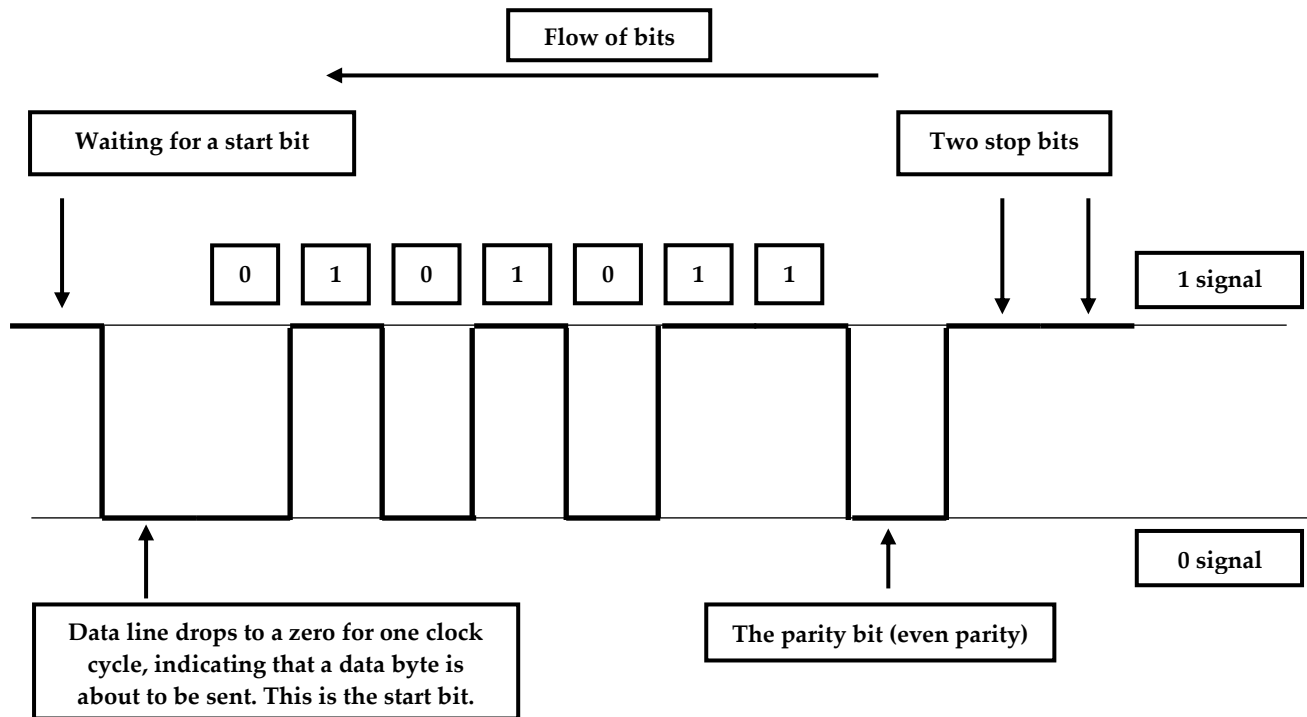 Flow of bits
Waiting for a start bit
Two stop bits
0 1 0 1 0 1 1
1 signal
0 signal
Data line drops to a zero for one clock
cycle, indicating that a data byte is
about to be sent. This is the start bit.
The parity bit (even parity)